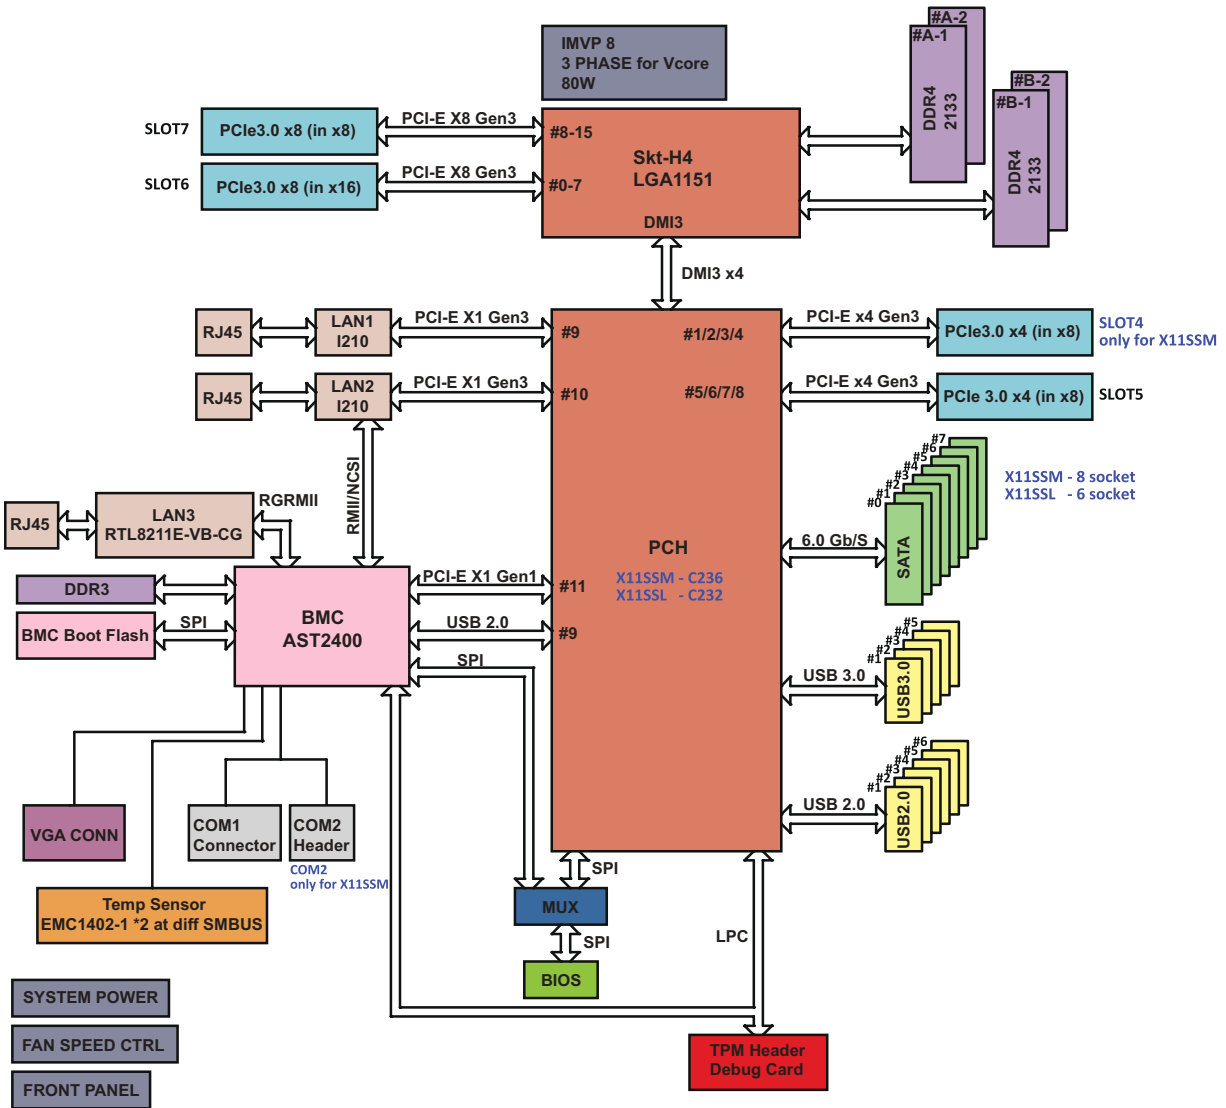 IMVP 8
3 PHASE for Vcore
80W
#A-2
#A-1
DDR4
2133
#B-2
#B-1
DDR4
2133
SLOT7
PCIe3.0 x8 (in x8)
PCI-E X8 Gen3
#8-15
SLOT6
PCIe3.0 x8 (in x16)
PCI-E X8 Gen3
#0-7
Skt-H4
LGA1151
DMI3
DMI3 x4
RJ45
LAN1
I210
PCI-E X1 Gen3
#9
#1/2/3/4
PCI-E x4 Gen3
PCIe3.0 x4 (in x8)
SLOT4
only for X11SSM
RJ45
LAN2
I210
PCI-E X1 Gen3
#10
#5/6/7/8
PCI-E x4 Gen3
PCIe 3.0 x4 (in x8)
SLOT5
RMII/NCSI
RGRMII
RJ45
LAN3
RTL8211E-VB-CG
#7
#6
#5
#4
#3
#2
#1
#0
SATA
6.0 Gb/S
X11SSM - 8 socket
X11SSL - 6 socket
PCH
X11SSM - C236
X11SSL - C232
DDR3
BMC Boot Flash
SPI
BMC
AST2400
PCI-E X1 Gen1
#11
USB 2.0
#9
SPI
#5
#4
#3
#2
#1
USB3.0
USB 3.0
#6
#5
#4
#3
#2
#1
USB2.0
USB 2.0
VGA CONN
COM1
Connector
COM2
Header
COM2
only for X11SSM
Temp Sensor
EMC1402-1 *2 at diff SMBUS
SPI
MUX
SPI
BIOS
LPC
SYSTEM POWER
FAN SPEED CTRL
FRONT PANEL
TPM Header
Debug Card